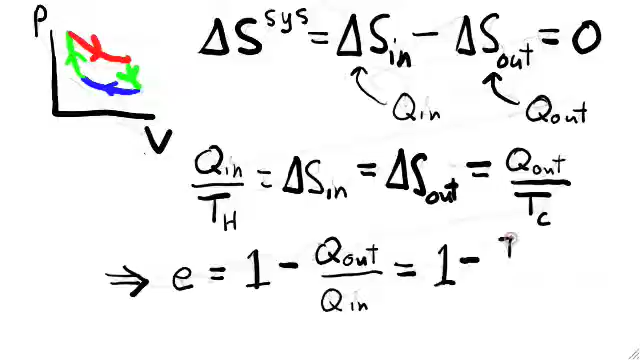 P
V
ΔS^sys = ΔS_in − ΔS_out = 0
Q_in Q_out
Q_in/T_H = ΔS_in = ΔS_out = Q_out/T_C
⇒ e = 1 − Q_out/Q_in = 1 − T